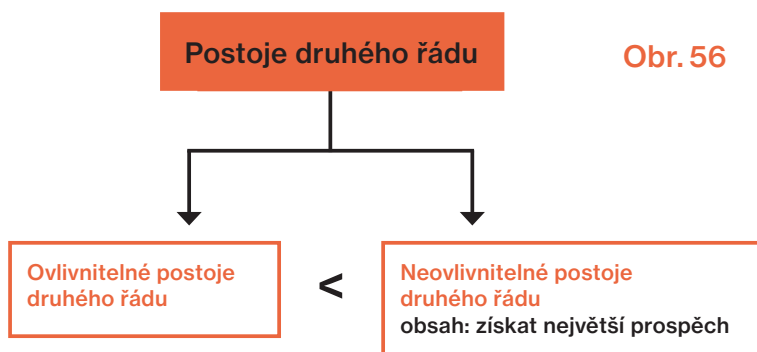 Postoje druhého řádu
Obr. 56
Ovlivnitelné postoje
druhého řádu
<
Neovlivnitelné postoje
druhého řádu
obsah: získat největší prospěch